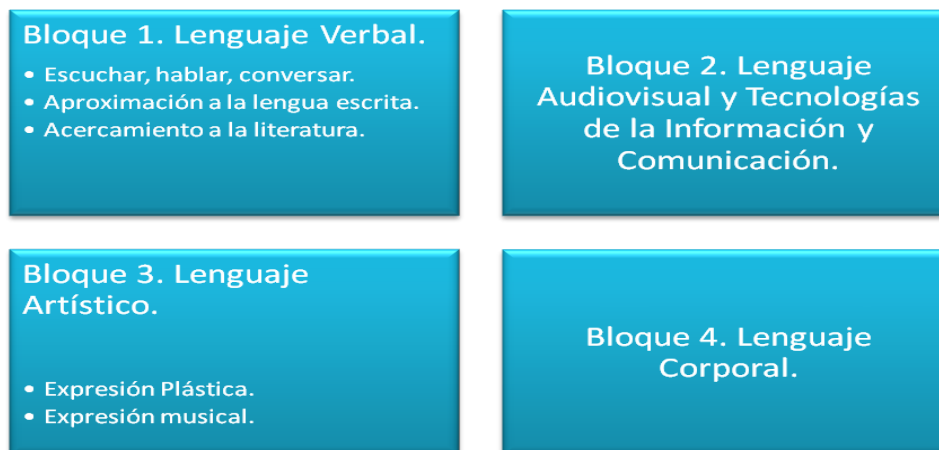 Bloque 1. Lenguaje Verbal.
• Escuchar, hablar, conversar.
• Aproximación a la lengua escrita.
• Acercamiento a la literatura.
Bloque 2. Lenguaje
Audiovisual y Tecnologías
de la Información y
Comunicación.
Bloque 3. Lenguaje
Artístico.
• Expresión Plástica.
• Expresión musical.
Bloque 4. Lenguaje
Corporal.